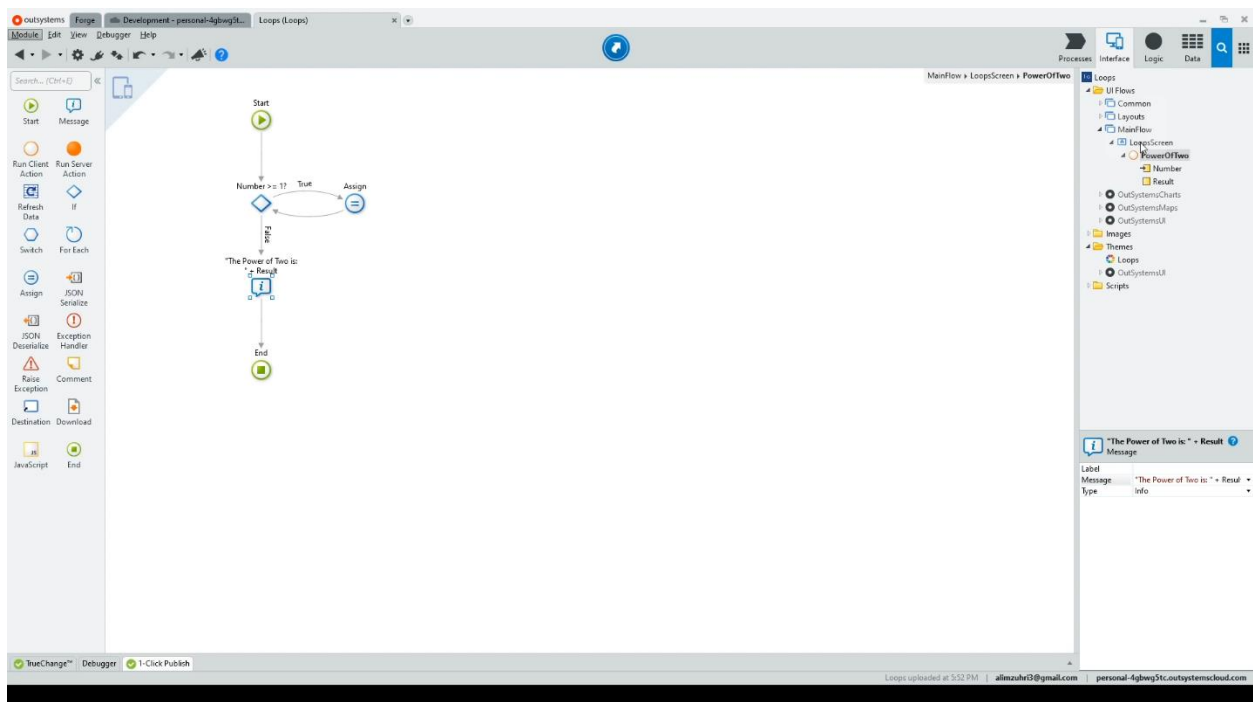 outsystems Forge Development - personal-4gbwg5t... Loops (Loops)
Module Edit View Debugger Help
Processes Interface Logic Data
Search... (Ctrl+E)
Start Message
Run Client Action Run Server Action
Refresh Data If
Switch For Each
Assign JSON Serialize
JSON Deserialize Exception Handler
Raise Exception Comment
Destination Download
JS
JavaScript End
MainFlow LoopsScreen PowerOfTwo
Start
Number >= 1? True Assign
False
"The Power of Two is:
" + Result
End
Loops
UI Flows
Common
Layouts
MainFlow
LoopsScreen
PowerOfTwo
Number
Result
OutSystemsCharts
OutSystemsMaps
OutSystemsUI
Images
Themes
Loops
OutSystemsUI
Scripts
"The Power of Two is: " + Result
Message
Label
Message "The Power of Two is: " + Resul
Type Info
TrueChange™ Debugger 1-Click Publish
Loops uploaded at 5:52 PM | alimzuhri3@gmail.com | personal-4gbwg5tc.outsystemscloud.com